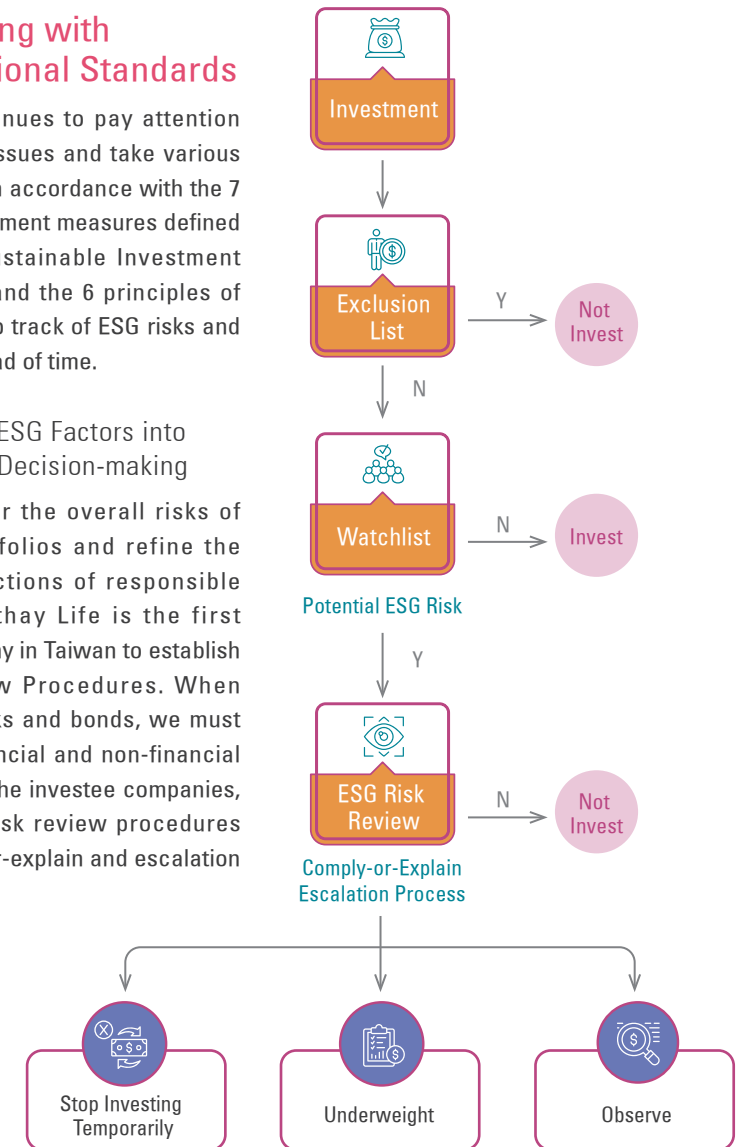 ng with
ional Standards
nues to pay attention
ssues and take various
n accordance with the 7
ment measures defined
ustainable Investment
and the 6 principles of
o track of ESG risks and
ad of time.
ESG Factors into
Decision-making
r the overall risks of
folios and refine the
ctions of responsible
thay Life is the first
ny in Taiwan to establish
w Procedures. When
ks and bonds, we must
ncial and non-financial
he investee companies,
isk review procedures
r-explain and escalation
Investment
Exclusion
List
Y
Not
Invest
N
Watchlist
N
Invest
Potential ESG Risk
Y
ESG Risk
Review
N
Not
Invest
Comply-or-Explain
Escalation Process
Stop Investing
Temporarily
Underweight
Observe